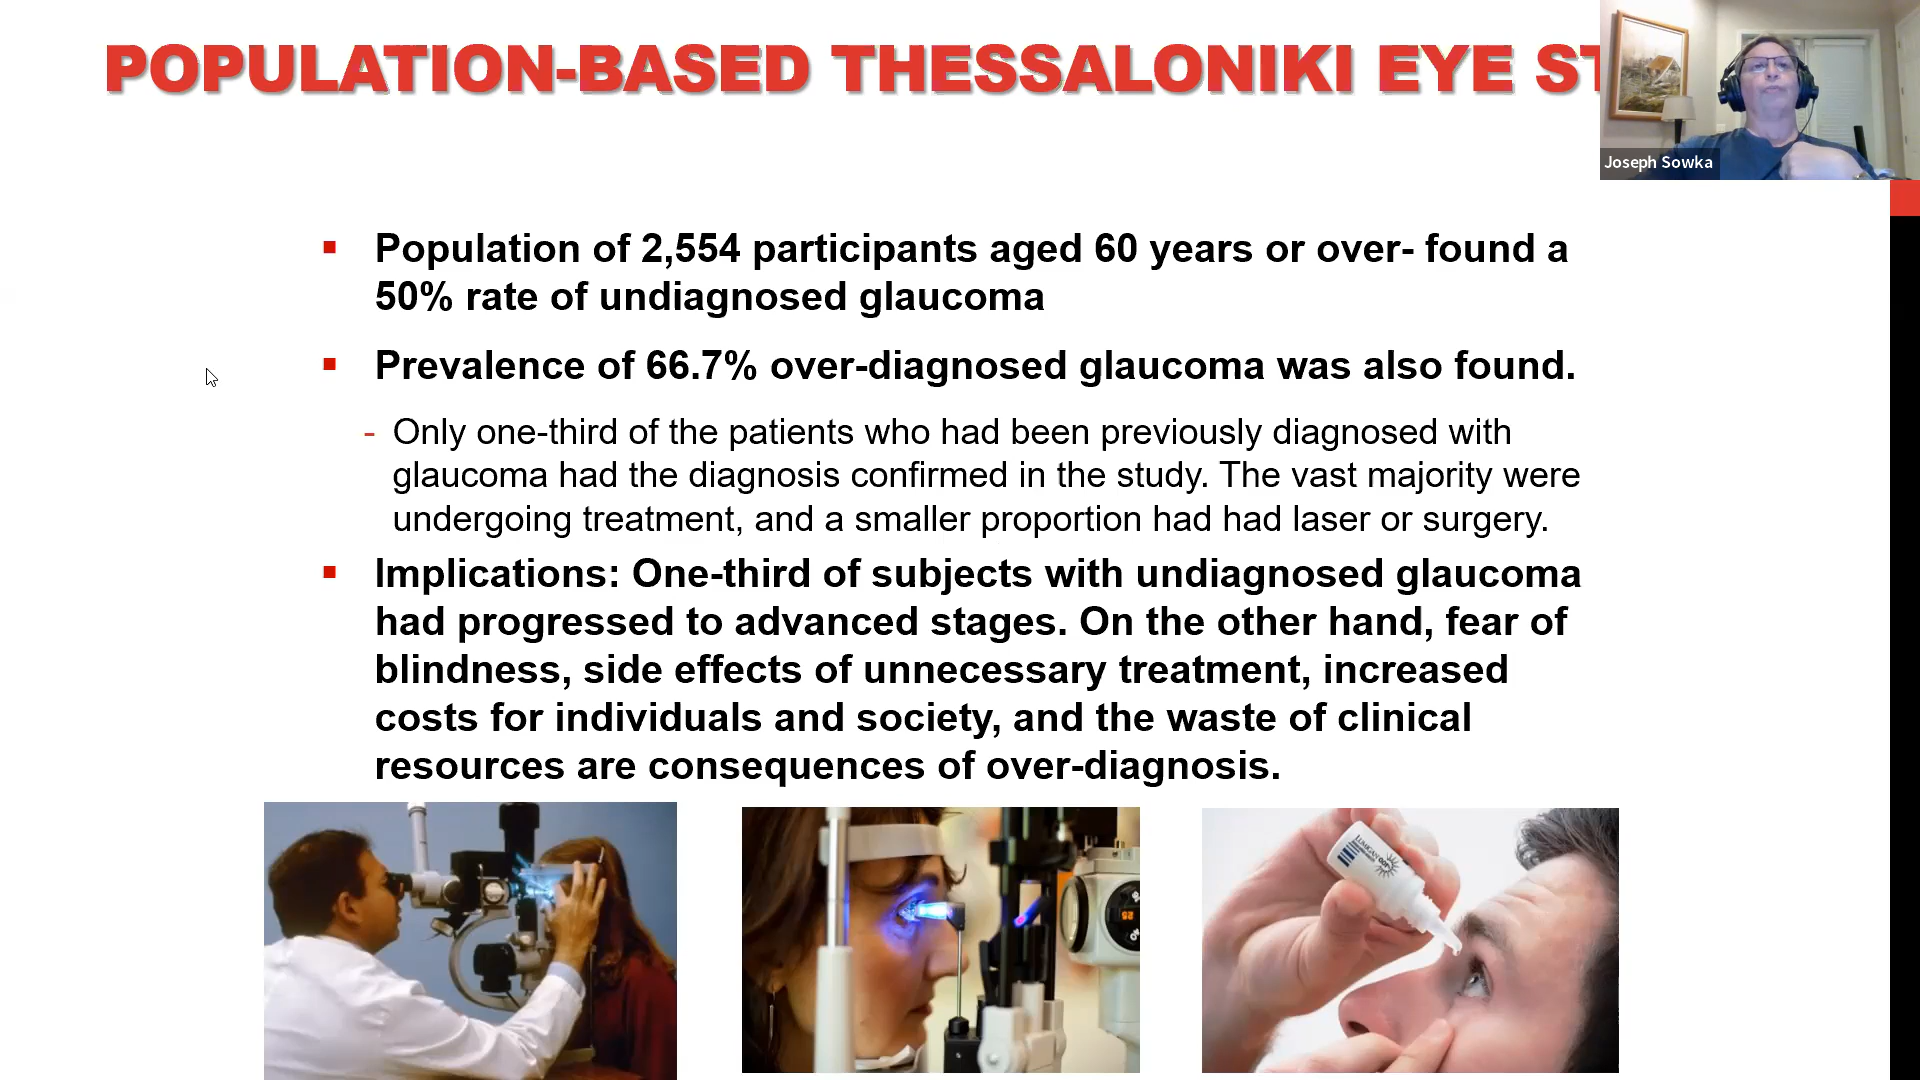 POPULATION-BASED THESSALONIKI EYE ST
Joseph Sowka
Population of 2,554 participants aged 60 years or over- found a
50% rate of undiagnosed glaucoma
Prevalence of 66.7% over-diagnosed glaucoma was also found.
- Only one-third of the patients who had been previously diagnosed with
glaucoma had the diagnosis confirmed in the study. The vast majority were
undergoing treatment, and a smaller proportion had had laser or surgery.
Implications: One-third of subjects with undiagnosed glaucoma
had progressed to advanced stages. On the other hand, fear of
blindness, side effects of unnecessary treatment, increased
costs for individuals and society, and the waste of clinical
resources are consequences of over-diagnosis.